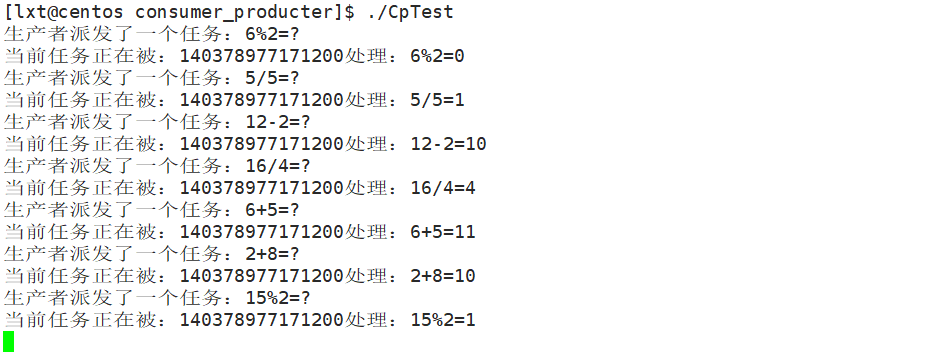 [lxt@centos consumer_producter]$ ./CpTest
生产者派发了一个任务：6%2=?
当前任务正在被：140378977171200处理：6%2=0
生产者派发了一个任务：5/5=?
当前任务正在被：140378977171200处理：5/5=1
生产者派发了一个任务：12-2=?
当前任务正在被：140378977171200处理：12-2=10
生产者派发了一个任务：16/4=?
当前任务正在被：140378977171200处理：16/4=4
生产者派发了一个任务：6+5=?
当前任务正在被：140378977171200处理：6+5=11
生产者派发了一个任务：2+8=?
当前任务正在被：140378977171200处理：2+8=10
生产者派发了一个任务：15%2=?
当前任务正在被：140378977171200处理：15%2=1